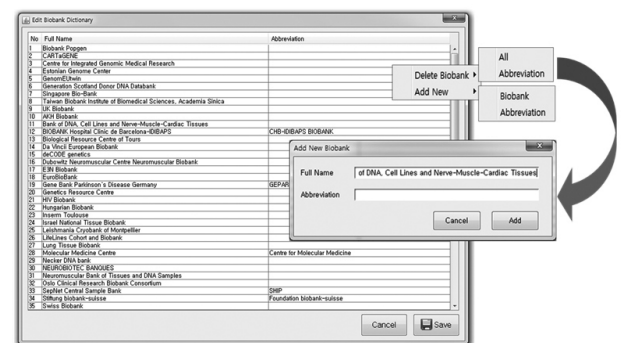 Edit Biobank Dictionary
No Full Name Abbreviation
1 Biobank Popgen
2 CARTaGENE
3 Centre for Integrated Genomic Medical Research
4 Estonian Genome Center
5 GenomEUtwin
6 Generation Scotland Donor DNA Databank
7 Singapore Bio-Bank
8 Taiwan Biobank Institute of Biomedical Sciences, Academia Sinica
9 UK Biobank
10 AKH Biobank
11 Bank of DNA, Cell Lines and Nerve-Muscle-Cardiac Tissues
12 BIOBANK Hospital Clínic de Barcelona-IDIBAPS CHB-IDIBAPS BIOBANK
13 Biological Resource Centre of Tours
14 Da Vincii European Biobank
15 deCODE genetics
16 Dubowitz Neuromuscular Centre Neuromuscular Biobank
17 E3N Biobank
18 EuroBioBank
19 Gene Bank Parkinson's Disease Germany GEPAR
20 Genetics Resource Centre
21 HIV Biobank
22 Hungarian Biobank
23 Inserm Toulouse
24 Israel National Tissue Biobank
25 Leishmania Cryobank of Montpellier
26 LifeLines Cohort and Biobank
27 Lung Tissue Biobank
28 Molecular Medicine Centre Centre for Molecular Medicine
29 Necker DNA bank
30 NEUROBIOTEC BANQUES
31 Neuromuscular Bank of Tissues and DNA Samples
32 Oslo Clinical Research Biobank Consortium
33 SepNet Central Sample Bank SHIP
34 Stiftung biobank-suisse Foundation biobank-suisse
35 Swiss Biobank
Cancel Save
Delete Biobank
Add New
All
Abbreviation
Biobank
Abbreviation
Add New Biobank
Full Name of DNA, Cell Lines and Nerve-Muscle-Cardiac Tissues
Abbreviation
Cancel Add